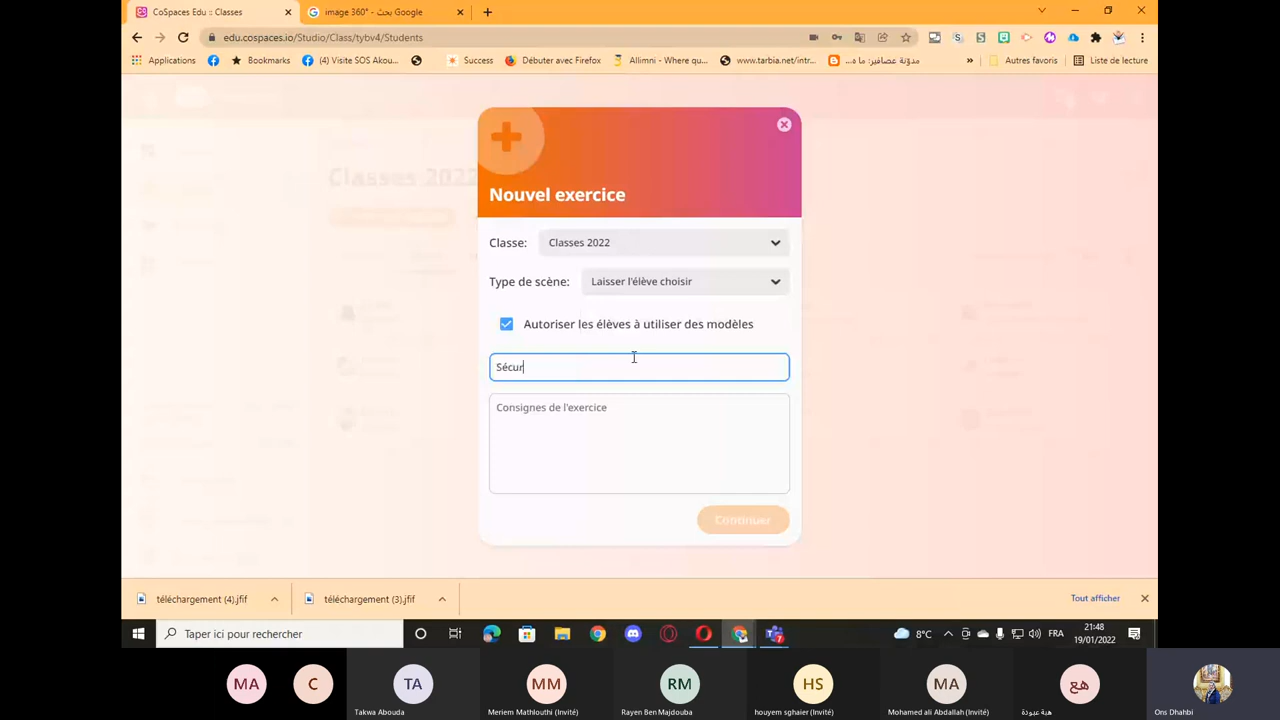 CoSpaces Edu :: Classes
image 360° - بحث Google
edu.cospaces.io/Studio/Class/tybv4/Students
Applications
Bookmarks
(4) Visite SOS Akou...
Success
Débuter avec Firefox
Allimni - Where qu...
www.tarbia.net/intr...
مدوّنة عصافير: ما ه...
»
Autres favoris
Liste de lecture
Classes 2022
Nouvel exercice
Classe:
Classes 2022
Type de scène:
Laisser l'élève choisir
Autoriser les élèves à utiliser des modèles
Sécur
Consignes de l'exercice
Continuer
téléchargement (4).jfif
téléchargement (3).jfif
Tout afficher
Taper ici pour rechercher
8°C
FRA
21:48
19/01/2022
MA
C
TA
Takwa Abouda
MM
Meriem Mathlouthi (Invité)
RM
Rayen Ben Majdouba
HS
houyem sghaier (Invité)
MA
Mohamed ali Abdallah (Invité)
هع
هبة عبودة
Ons Dhahbi